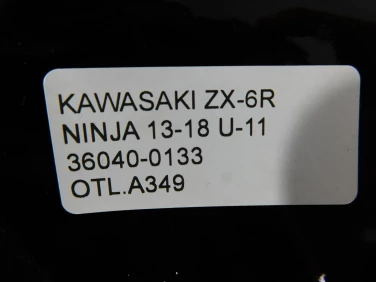 KAWASAKI ZX-6R
NINJA 13-18 U-11
36040-0133
OTL.A349